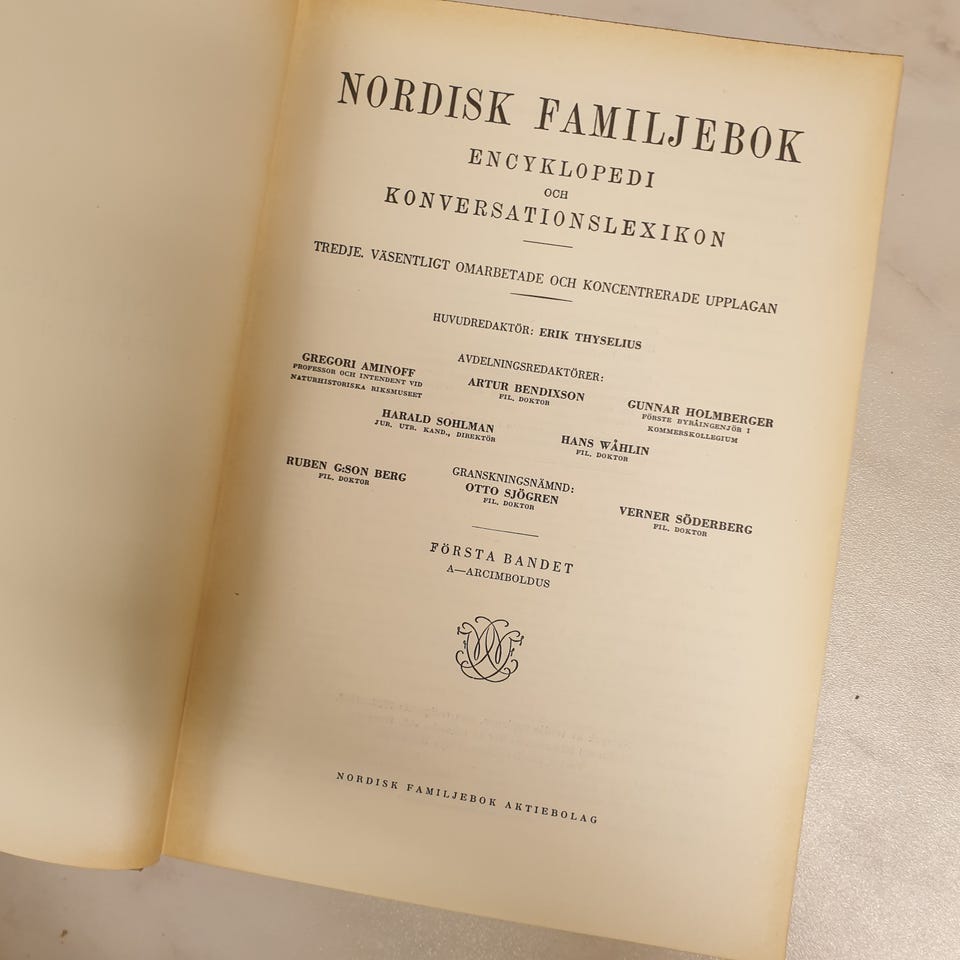 NORDISK FAMILJEBOK
ENCYKLOPEDI
OCH
KONVERSATIONSLEXIKON
TREDJE. VÄSENTLIGT OMARBETADE OCH KONCENTRERADE UPPLAGAN
HUVUDREDAKTÖR: ERIK THYSELIUS
AVDELNINGSREDAKTÖRER:
GREGORI AMINOFF
PROFESSOR OCH INTENDENT VID
NATURHISTORISKA RIKSMUSEET
ARTUR BENDIXSON
FIL. DOKTOR
GUNNAR HOLMBERGER
FÖRSTE BYRÅINGENJÖR I
KOMMERSKOLLEGIUM
HARALD SOHLMAN
JUR. UTR. KAND., DIREKTÖR
HANS WÅHLIN
FIL. DOKTOR
GRANSKNINGSNÄMND:
RUBEN G:SON BERG
FIL. DOKTOR
OTTO SJÖGREN
FIL. DOKTOR
VERNER SÖDERBERG
FIL. DOKTOR
FÖRSTA BANDET
A—ARCIMBOLDUS
NORDISK FAMILJEBOK AKTIEBOLAG